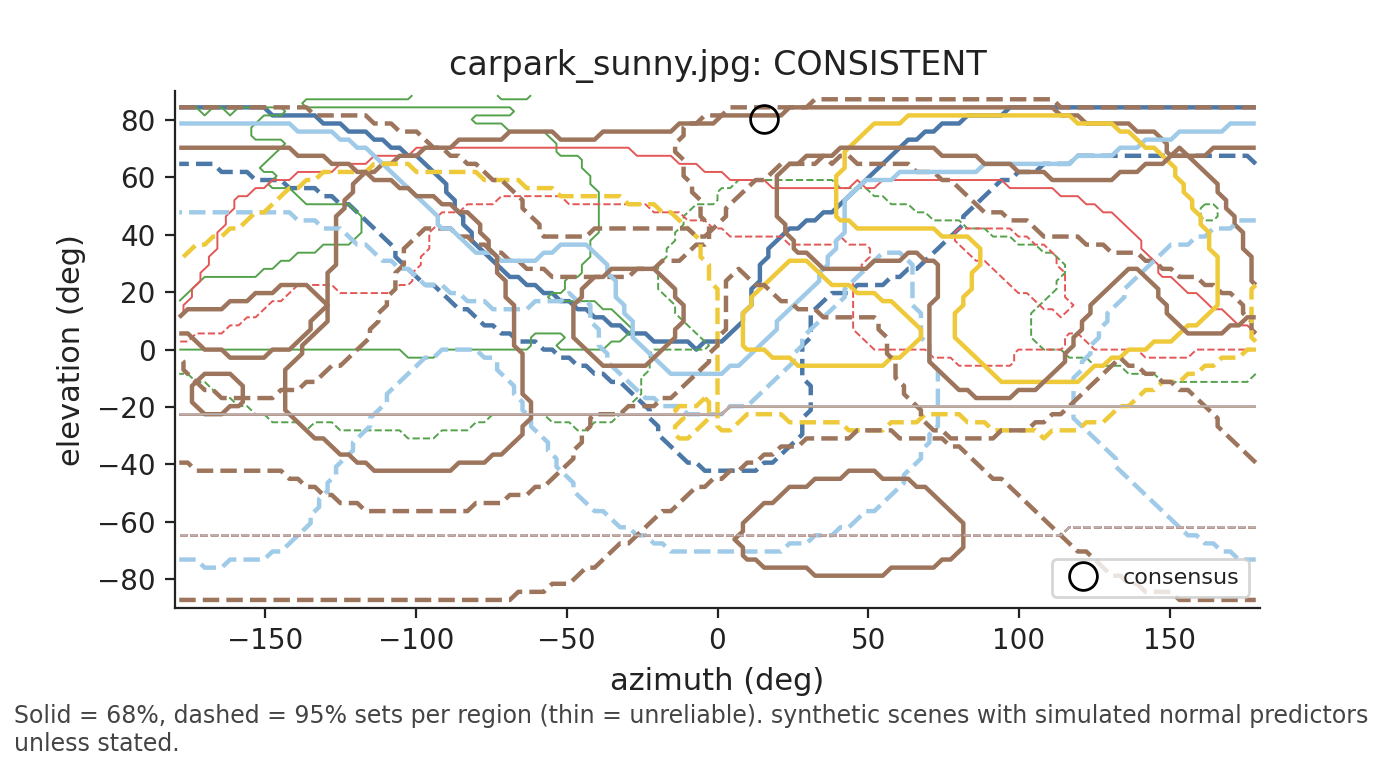 carpark_sunny.jpg: CONSISTENT
80
60
40
20
0
−20
−40
−60
−80
elevation (deg)
−150
−100
−50
0
50
100
150
azimuth (deg)
consensus
Solid = 68%, dashed = 95% sets per region (thin = unreliable). synthetic scenes with simulated normal predictors
unless stated.